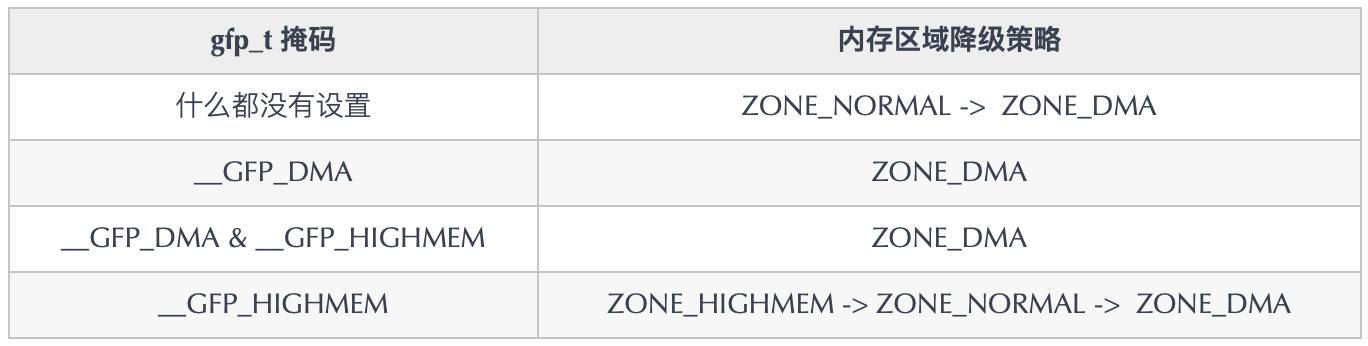 gfp_t 掩码 内存区域降级策略
什么都没有设置 ZONE_NORMAL -> ZONE_DMA
__GFP_DMA ZONE_DMA
__GFP_DMA & __GFP_HIGHMEM ZONE_DMA
__GFP_HIGHMEM ZONE_HIGHMEM -> ZONE_NORMAL -> ZONE_DMA